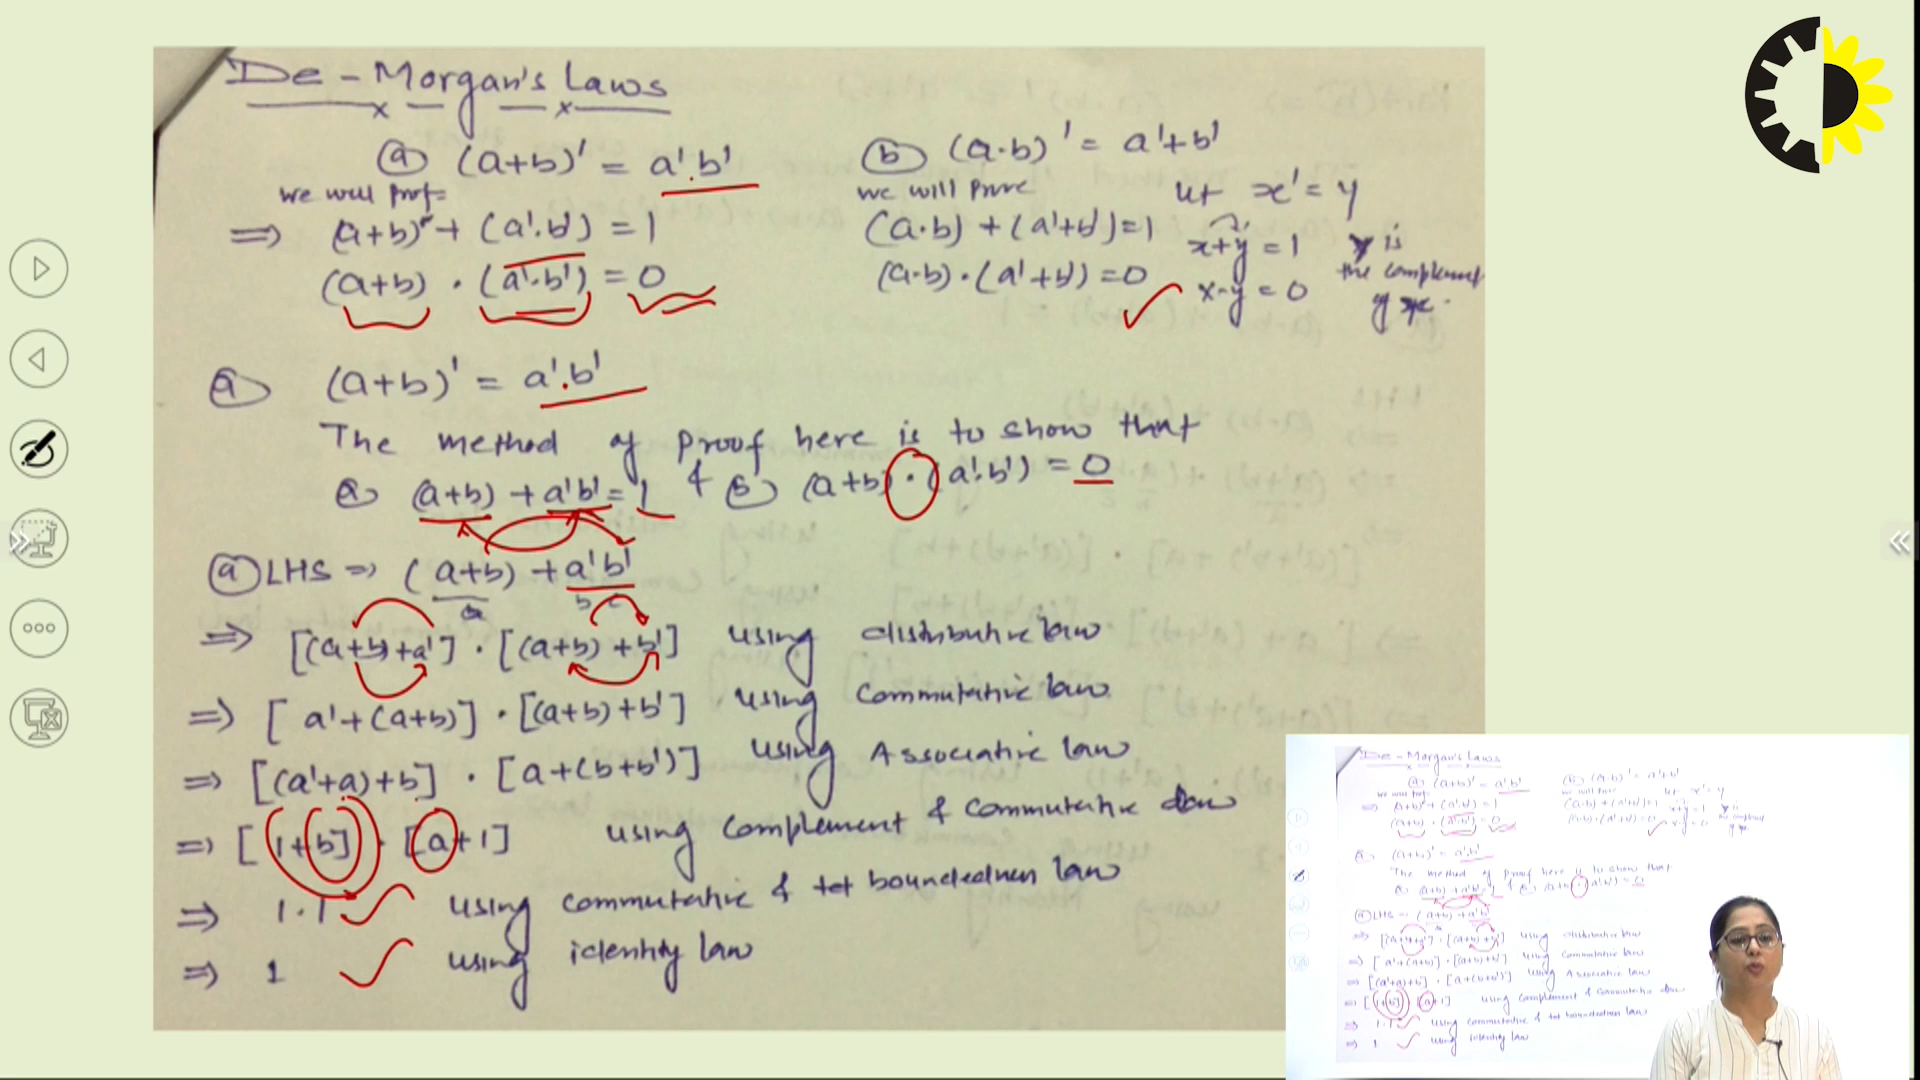 De-Morgan's Laws
ⓐ (a+b)' = a'.b'
we will prof=
⇒ (a+b) + (a'.b') = 1
(a+b) . (a'.b') = 0
ⓑ (a.b)' = a'+b'
we will prove
(a.b) + (a'+b') = 1
(a.b) . (a'+b') = 0
let x' = y
x+y = 1
x.y = 0
y is
the complement
of x.
ⓐ (a+b)' = a'.b'
The method of proof here is to show that
ⓐ (a+b) + a'b' = 1 & ⓑ (a+b) . (a'.b') = 0
ⓐ LHS ⇒ (a+b) + a'b'
a b c
⇒ [(a+b)+a'] . [(a+b)+b'] using distributive law
⇒ [a'+(a+b)] . [(a+b)+b'] using Commutative law
⇒ [(a'+a)+b] . [a+(b+b')] using Associative law
⇒ [1+b] . [a+1] using Complement & commutative law
⇒ 1.1 using commutative & boundedness law
⇒ 1 using identity law